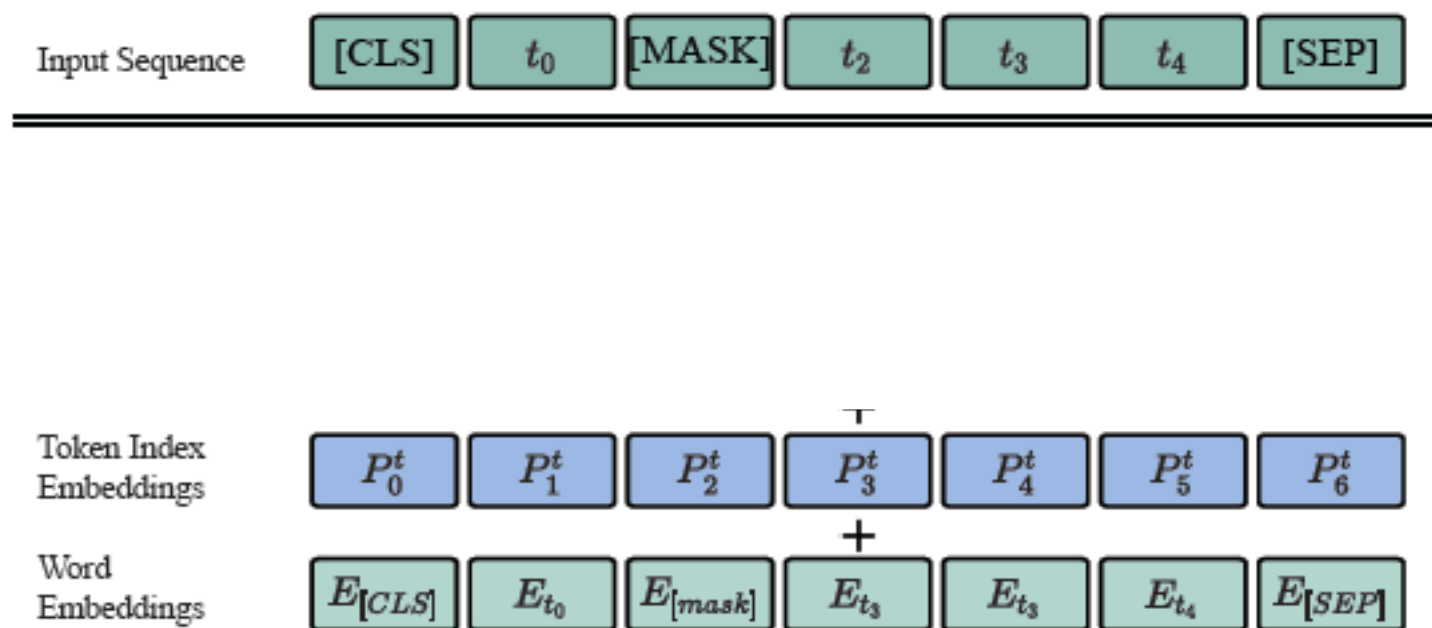 Input Sequence [CLS] t₀ [MASK] t₂ t₃ t₄ [SEP]
+
Token Index
Embeddings
P₀ᵗ P₁ᵗ P₂ᵗ P₃ᵗ P₄ᵗ P₅ᵗ P₆ᵗ
+
Word
Embeddings
E[CLS] Et₀ E[mask] Et₃ Et₃ Et₄ E[SEP]